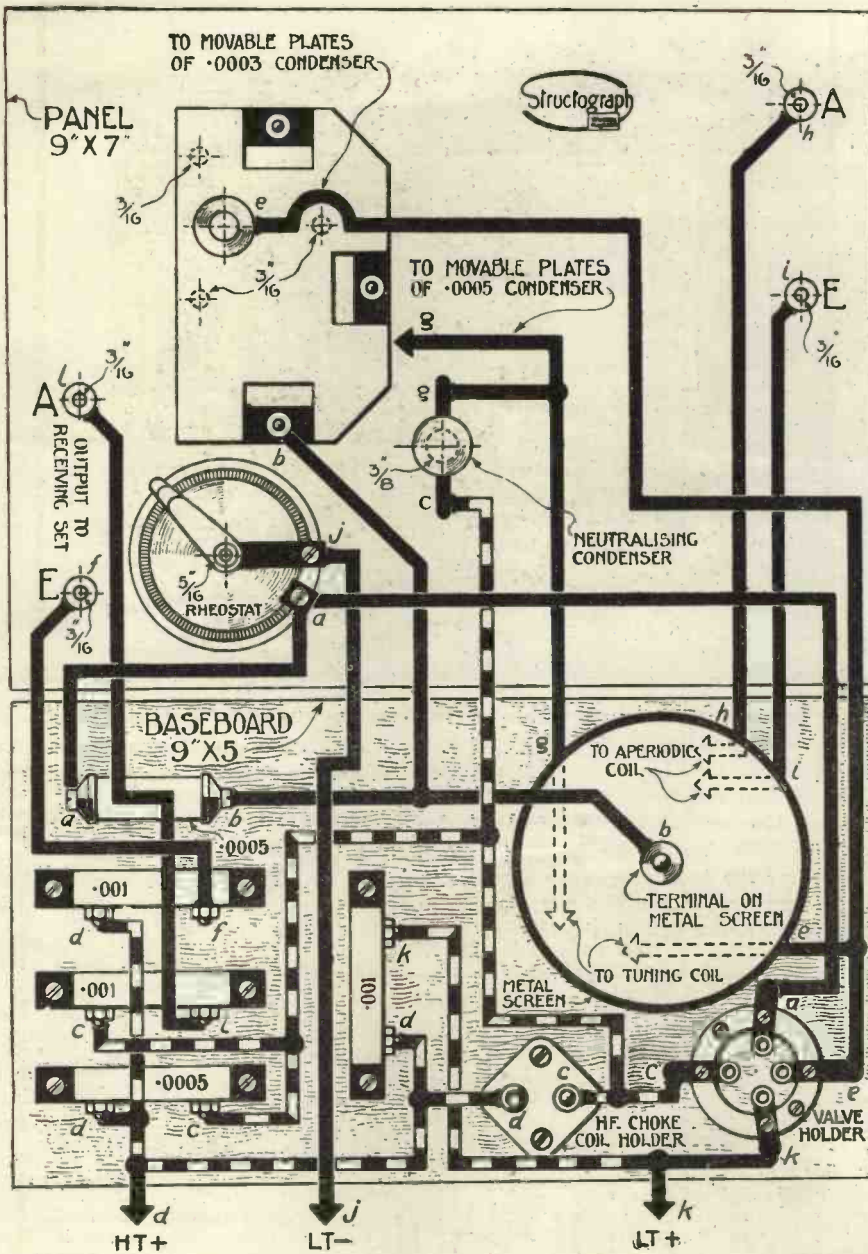 TO MOVABLE PLATES
OF ·0003 CONDENSER
Structograph
3/16"
A
h
PANEL
9"X7"
3/16
e
3/16"
TO MOVABLE PLATES
OF ·0005 CONDENSER
i
E
3/16"
g
l
3/16"
A
OUTPUT TO
RECEIVING SET
g
3/8"
b
c
NEUTRALISING
CONDENSER
j
f
5/16"
E
RHEOSTAT
a
3/16"
BASEBOARD
9"X5
h
g
TO APERIODIC
COIL
i
a
b
·0005
b
·001
TERMINAL ON
METAL SCREEN
d
f
k
e
·001
·001
METAL
SCREEN
TO TUNING COIL
a
c
l
d
·0005
c
C
e
d
c
d
H.F. CHOKE
COIL HOLDER
VALVE
HOLDER
k
d
j
k
HT+
LT-
LT+